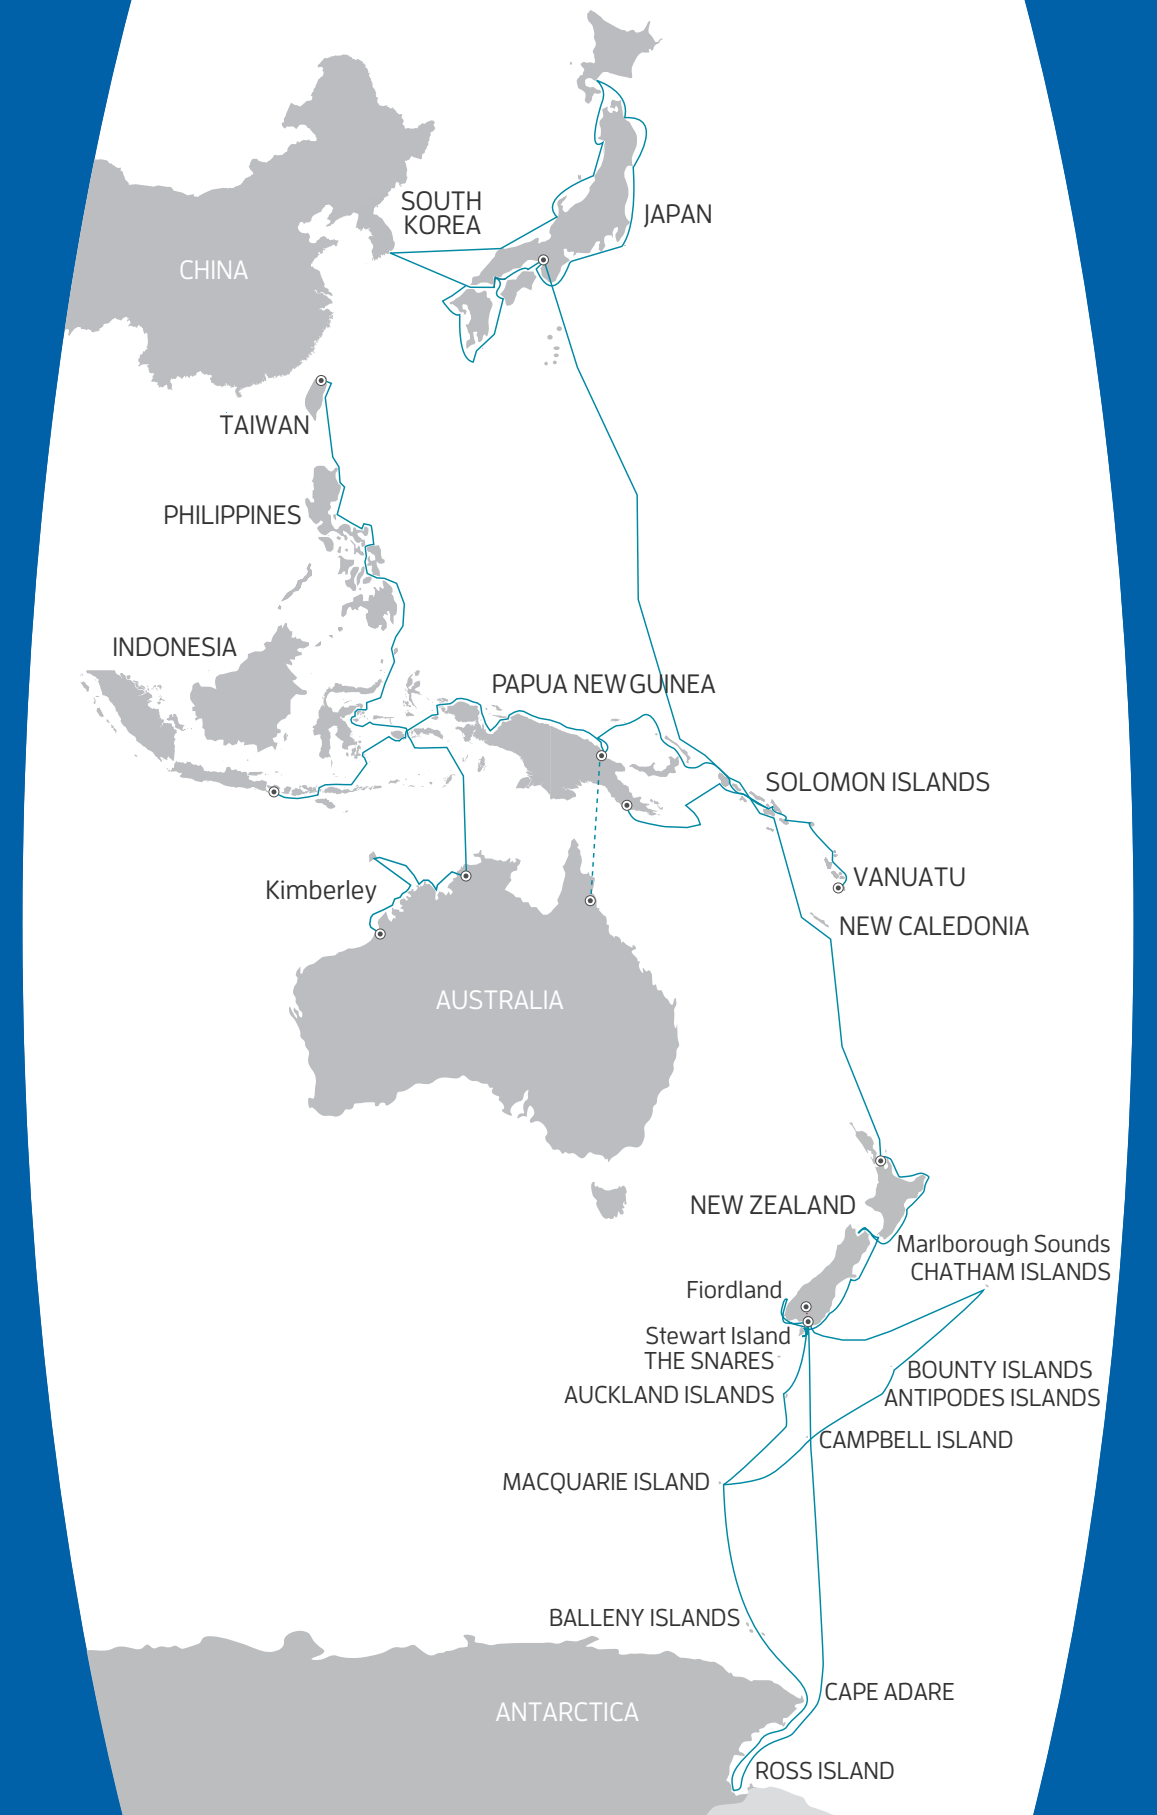 SOUTH
KOREA
JAPAN
CHINA
TAIWAN
PHILIPPINES
INDONESIA
PAPUA NEW GUINEA
SOLOMON ISLANDS
VANUATU
Kimberley
NEW CALEDONIA
AUSTRALIA
NEW ZEALAND
Marlborough Sounds
CHATHAM ISLANDS
Fiordland
Stewart Island
THE SNARES
BOUNTY ISLANDS
AUCKLAND ISLANDS
ANTIPODES ISLANDS
CAMPBELL ISLAND
MACQUARIE ISLAND
BALLENY ISLANDS
CAPE ADARE
ANTARCTICA
ROSS ISLAND